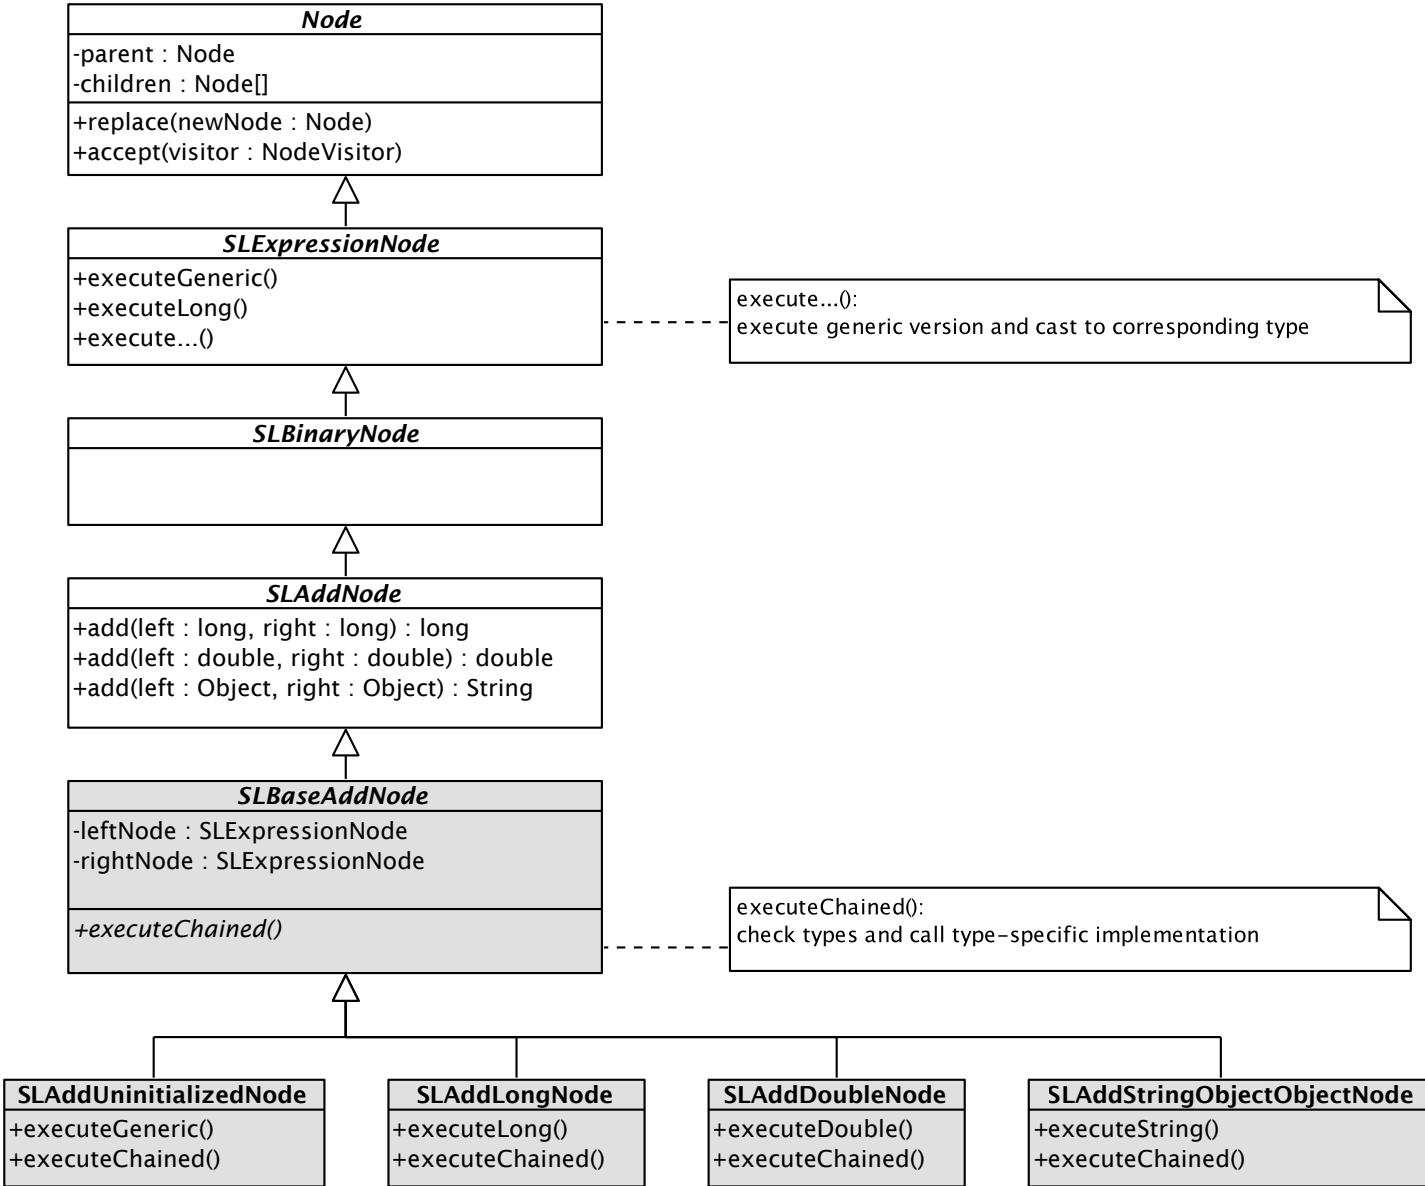 Node
-parent : Node
-children : Node[]
+replace(newNode : Node)
+accept(visitor : NodeVisitor)
SLExpressionNode
+executeGeneric()
+executeLong()
+execute...()
execute...():
execute generic version and cast to corresponding type
SLBinaryNode
SLAddNode
+add(left : long, right : long) : long
+add(left : double, right : double) : double
+add(left : Object, right : Object) : String
SLBaseAddNode
-leftNode : SLExpressionNode
-rightNode : SLExpressionNode
+executeChained()
executeChained():
check types and call type-specific implementation
SLAddUninitializedNode
+executeGeneric()
+executeChained()
SLAddLongNode
+executeLong()
+executeChained()
SLAddDoubleNode
+executeDouble()
+executeChained()
SLAddStringObjectObjectNode
+executeString()
+executeChained()